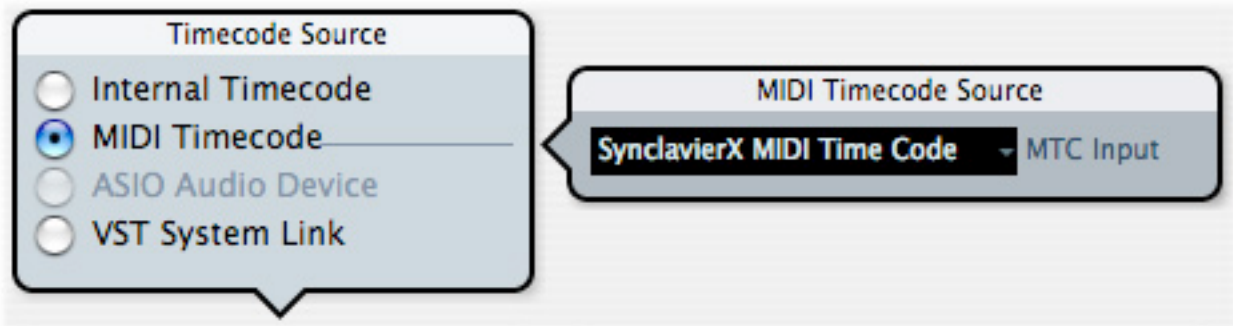 Timecode Source
Internal Timecode
MIDI Timecode
ASIO Audio Device
VST System Link
MIDI Timecode Source
SynclavierX MIDI Time Code MTC Input